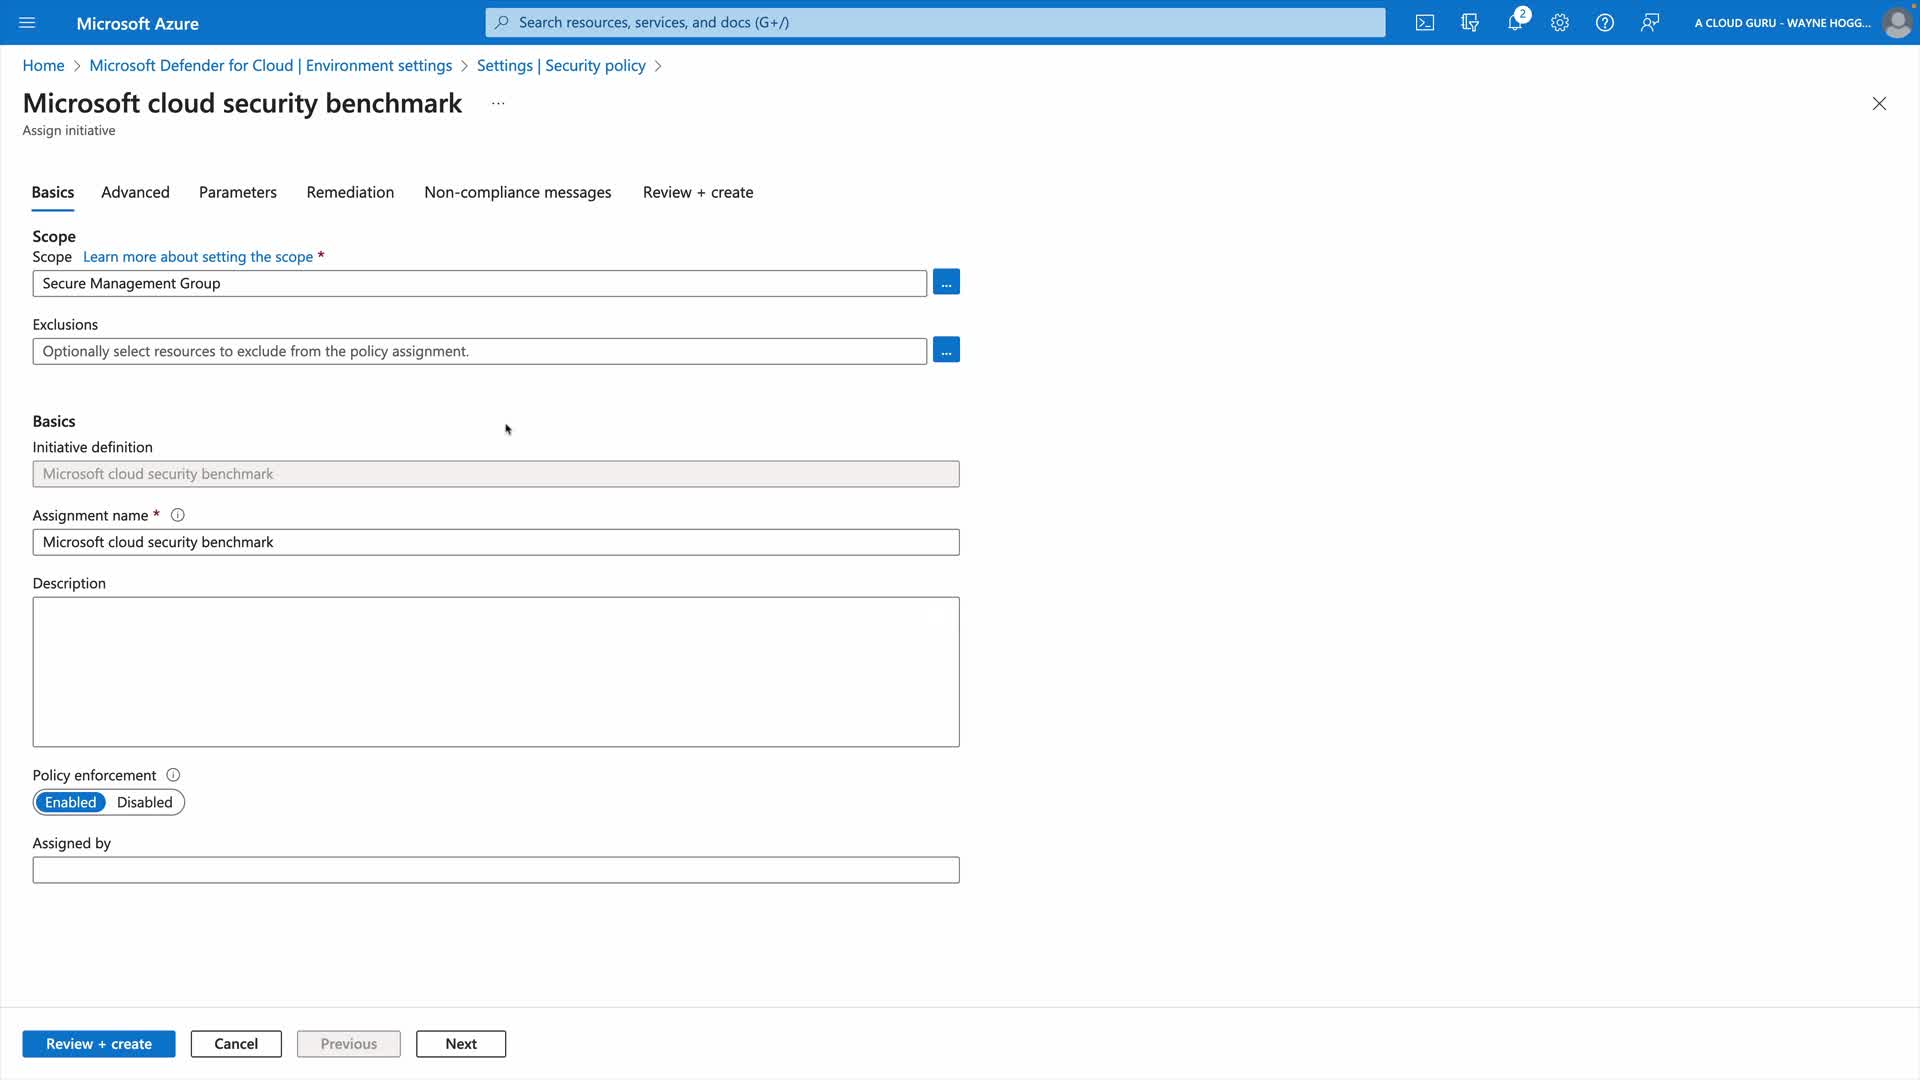 Microsoft Azure
Search resources, services, and docs (G+/)
2
A CLOUD GURU - WAYNE HOGG...
Home > Microsoft Defender for Cloud | Environment settings > Settings | Security policy >
Microsoft cloud security benchmark ...
Assign initiative
Basics Advanced Parameters Remediation Non-compliance messages Review + create
Scope
Scope Learn more about setting the scope *
Secure Management Group
...
Exclusions
Optionally select resources to exclude from the policy assignment.
...
Basics
Initiative definition
Microsoft cloud security benchmark
Assignment name *
Microsoft cloud security benchmark
Description
Policy enforcement
Enabled Disabled
Assigned by
Review + create Cancel Previous Next